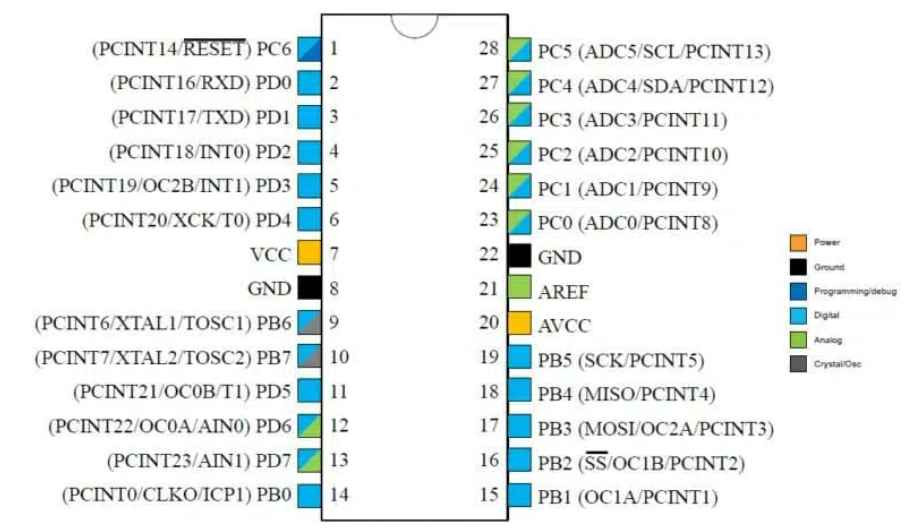 (PCINT14/RESET) PC6 1
(PCINT16/RXD) PD0 2
(PCINT17/TXD) PD1 3
(PCINT18/INT0) PD2 4
(PCINT19/OC2B/INT1) PD3 5
(PCINT20/XCK/T0) PD4 6
VCC 7
GND 8
(PCINT6/XTAL1/TOSC1) PB6 9
(PCINT7/XTAL2/TOSC2) PB7 10
(PCINT21/OC0B/T1) PD5 11
(PCINT22/OC0A/AIN0) PD6 12
(PCINT23/AIN1) PD7 13
(PCINT0/CLKO/ICP1) PB0 14
28 PC5 (ADC5/SCL/PCINT13)
27 PC4 (ADC4/SDA/PCINT12)
26 PC3 (ADC3/PCINT11)
25 PC2 (ADC2/PCINT10)
24 PC1 (ADC1/PCINT9)
23 PC0 (ADC0/PCINT8)
22 GND
21 AREF
20 AVCC
19 PB5 (SCK/PCINT5)
18 PB4 (MISO/PCINT4)
17 PB3 (MOSI/OC2A/PCINT3)
16 PB2 (SS/OC1B/PCINT2)
15 PB1 (OC1A/PCINT1)
Power
Ground
Programming/debug
Digital
Analog
Crystal/Osc